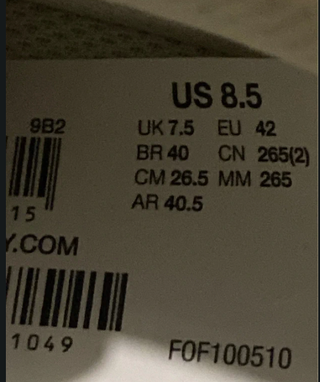 US 8.5
9B2
UK 7.5 EU 42
BR 40 CN 265(2)
CM 26.5 MM 265
AR 40.5
15
Y.COM
1049
FOF100510